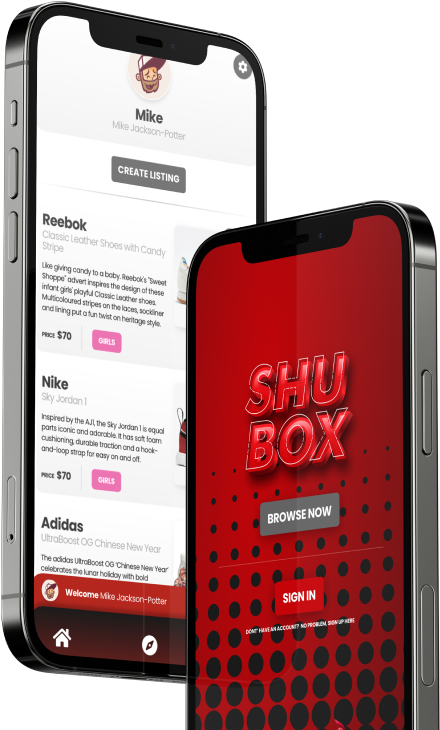 Mike
Mike Jackson-Potter
CREATE LISTING
Reebok
Classic Leather Shoes with Candy
Stripe
Like giving candy to a baby. Reebok's "Sweet
Shoppe" advert inspires the design of these
infant girls' playful Classic Leather shoes.
Multicoloured stripes on the laces, sockliner
and lining put a fun twist on heritage style.
PRICE $70
GIRLS
Nike
Sky Jordan 1
Inspired by the AJ1, the Sky Jordan 1 is equal
parts iconic and adorable. It has soft foam
cushioning, durable traction and a hook-
and-loop strap for easy on and off.
PRICE $70
GIRLS
Adidas
UltraBoost OG Chinese New Year
The adidas UltraBoost OG 'Chinese New Year'
celebrates the lunar holiday with bold
Welcome Mike Jackson-Potter
SHU
BOX
BROWSE NOW
SIGN IN
DON'T HAVE AN ACCOUNT? NO PROBLEM, SIGN UP HERE